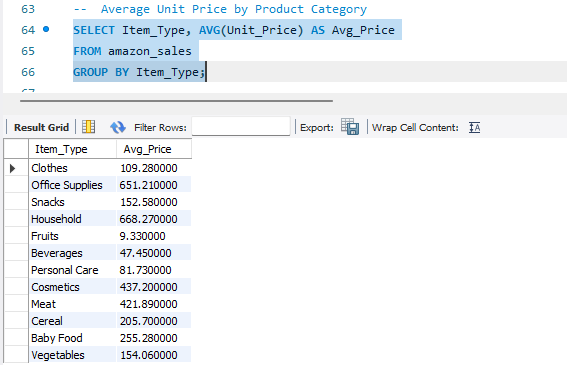 63 -- Average Unit Price by Product Category
64 SELECT Item_Type, AVG(Unit_Price) AS Avg_Price
65 FROM amazon_sales
66 GROUP BY Item_Type;
67
Result Grid Filter Rows: Export: Wrap Cell Content: IA
Item_Type Avg_Price
Clothes 109.280000
Office Supplies 651.210000
Snacks 152.580000
Household 668.270000
Fruits 9.330000
Beverages 47.450000
Personal Care 81.730000
Cosmetics 437.200000
Meat 421.890000
Cereal 205.700000
Baby Food 255.280000
Vegetables 154.060000